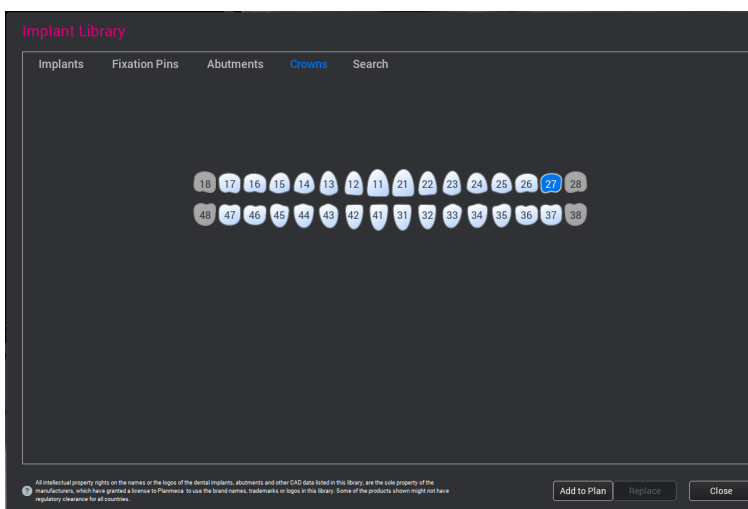 Implant Library
Implants Fixation Pins Abutments Crowns Search
18 17 16 15 14 13 12 11 21 22 23 24 25 26 27 28
48 47 46 45 44 43 42 41 31 32 33 34 35 36 37 38
All intellectual property rights on the names or the logos of the dental implants, abutments and other CAD data listed in this library, are the sole property of the
? manufacturers, which have granted a license to Planmeca to use the brand names, trademarks or logos in this library. Some of the products shown might not have
regulatory clearance for all countries.
Add to Plan Replace Close